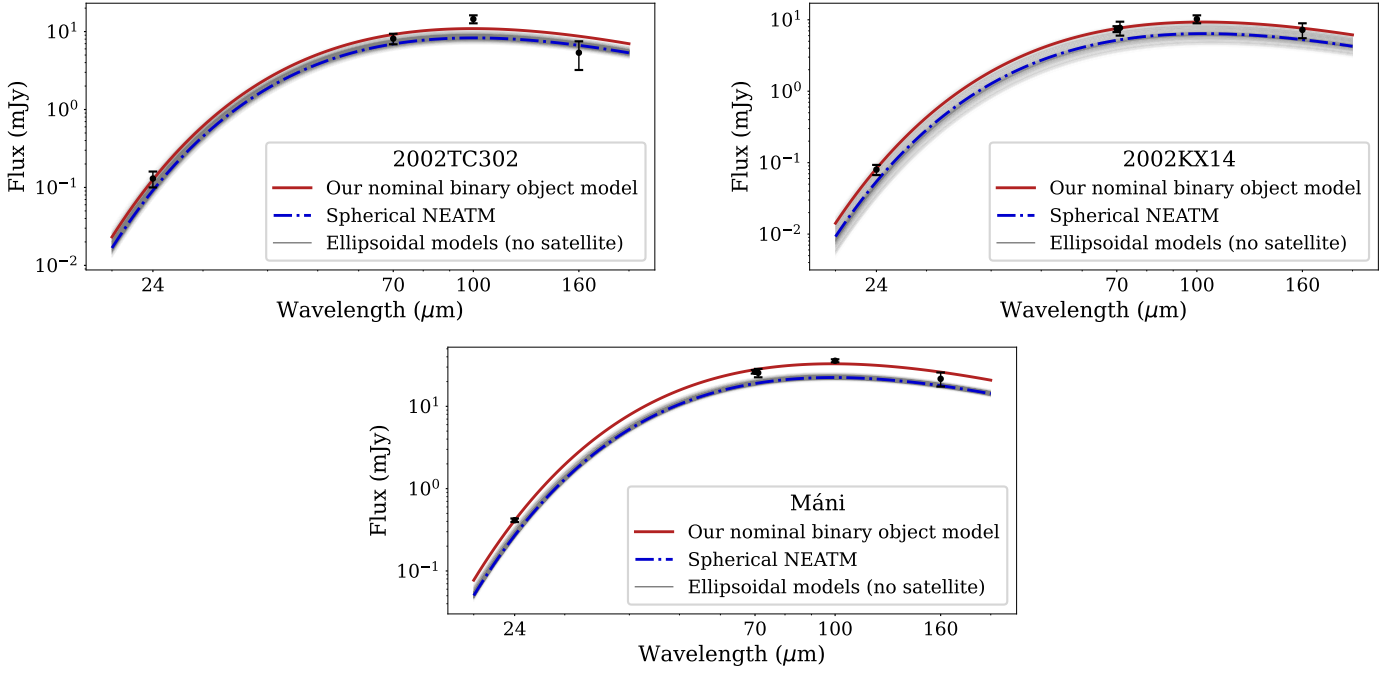 Flux (mJy)
10^1
10^0
10^{-1}
10^{-2}
2002TC302
Our nominal binary object model
Spherical NEATM
Ellipsoidal models (no satellite)
24
70
100
160
Wavelength (μm)
Flux (mJy)
10^1
10^0
10^{-1}
10^{-2}
2002KX14
Our nominal binary object model
Spherical NEATM
Ellipsoidal models (no satellite)
24
70
100
160
Wavelength (μm)
Flux (mJy)
10^1
10^0
10^{-1}
Máni
Our nominal binary object model
Spherical NEATM
Ellipsoidal models (no satellite)
24
70
100
160
Wavelength (μm)